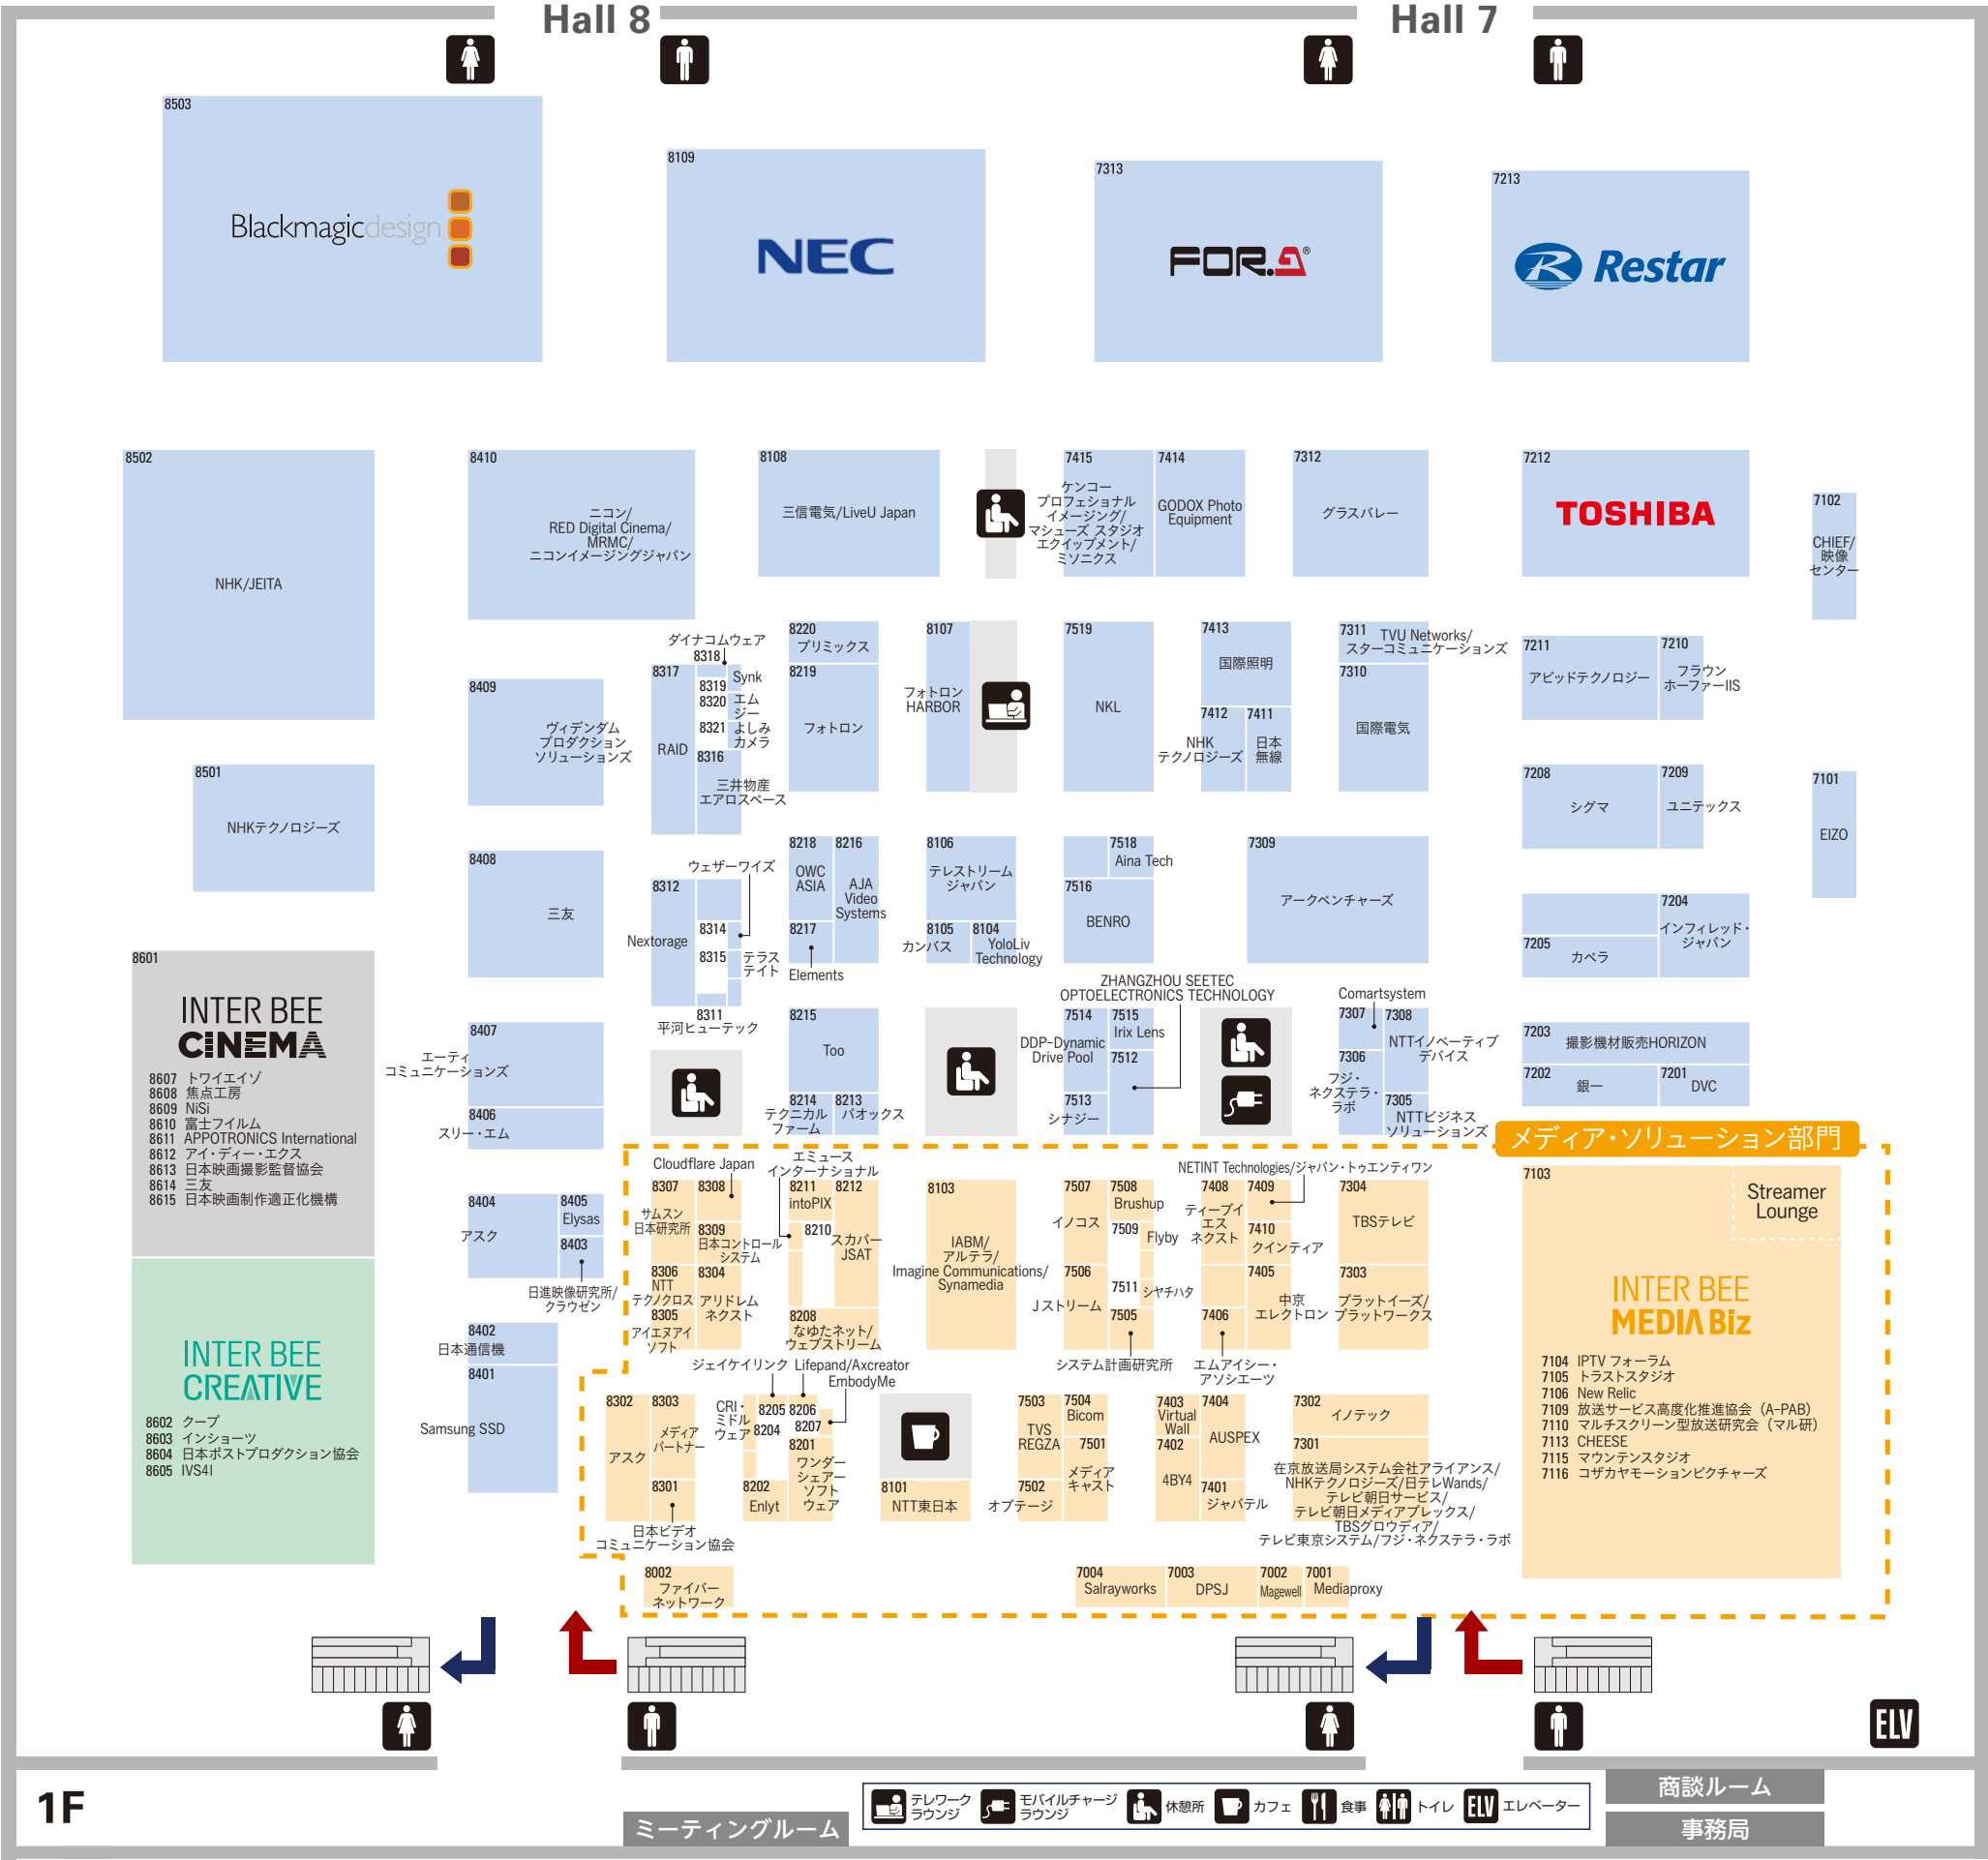 Hall 8
Hall 7
8503
Blackmagicdesign
8109
NEC
7313
FOR.A®
7213
Restar
8502
NHK/JEITA
8410
ニコン/
RED Digital Cinema/
MRMC/
ニコンイメージングジャパン
8108
三信電気/LiveU Japan
7415
ケンコー
プロフェショナル
イメージング/
マシューズ スタジオ
エクイップメント/
ミソニクス
7414
GODOX Photo
Equipment
7312
グラスバレー
7212
TOSHIBA
7102
CHIEF/
映像
センター
8409
ヴィデンダム
プロダクション
ソリューションズ
ダイナコムウェア
8318
8317
RAID
8319
Synk
8320
エム
ジー
8321
よしみ
カメラ
8316
三井物産
エアロスペース
8220
プリミックス
8219
フォトロン
8107
フォトロン
HARBOR
7519
NKL
7413
国際照明
7412
NHK
テクノロジーズ
7411
日本
無線
7311
TVU Networks/
スターコミュニケーションズ
7310
国際電気
7211
アビッドテクノロジー
7210
フラウン
ホーファーIIS
8501
NHKテクノロジーズ
7208
シグマ
7209
ユニテックス
7101
EIZO
8408
三友
ウェザーワイズ
8312
Nextorage
8314
8315
テラス
テイト
8311
平河ヒューテック
8218
OWC
ASIA
8216
AJA
Video
Systems
8217
Elements
8106
テレストリーム
ジャパン
8105
カンバス
8104
YoloLiv
Technology
7518
Aina Tech
7516
BENRO
7309
アークベンチャーズ
7204
インフィレッド・
ジャパン
7205
カペラ
8601
INTER BEE
CINEMA
8607 トワイエイゾ
8608 焦点工房
8609 NiSi
8610 富士フイルム
8611 APPOTRONICS International
8612 アイ・ディー・エクス
8613 日本映画撮影監督協会
8614 三友
8615 日本映画制作適正化機構
8407
エーティ
コミュニケーションズ
8406
スリー・エム
8215
Too
8214
テクニカル
ファーム
8213
パオックス
ZHANGZHOU SEETEC
OPTOELECTRONICS TECHNOLOGY
7514
DDP-Dynamic
Drive Pool
7515
Irix Lens
7512
7513
シナジー
Comartsystem
7307
7308
NTTイノベーティブ
デバイス
7306
フジ・
ネクステラ・
ラボ
7305
NTTビジネス
ソリューションズ
7203
撮影機材販売HORIZON
7202
銀一
7201
DVC
メディア・ソリューション部門
8404
アスク
8405
Elysas
8403
日進映像研究所/
クラウゼン
Cloudflare Japan
8307
サムスン
日本研究所
8308
8309
日本コントロール
システム
8306
NTT
テクノクロス
8304
アリドレム
ネクスト
8305
アイエヌアイ
ソフト
エミュース
インターナショナル
8211
intoPIX
8212
8210
スカパー
JSAT
8208
なゆたネット/
ウェブストリーム
8103
IABM/
アルテラ/
Imagine Communications/
Synamedia
7507
イノコス
7508
Brushup
7509
Flyby
7506
Jストリーム
7511
シヤチハタ
7505
システム計画研究所
NETINT Technologies/ジャパン・トゥエンティワン
7408
ティーブイ
エス
ネクスト
7409
7410
クインティア
7405
中京
エレクトロン
7406
エムアイシー・
アソシエーツ
7304
TBSテレビ
7303
プラットイーズ/
プラットワークス
7103
Streamer
Lounge
INTER BEE
MEDIA Biz
7104 IPTV フォーラム
7105 トラストスタジオ
7106 New Relic
7109 放送サービス高度化推進協会（A-PAB）
7110 マルチスクリーン型放送研究会（マル研）
7113 CHEESE
7115 マウンテンスタジオ
7116 コザカヤモーションピクチャーズ
INTER BEE
CREATIVE
8602 クープ
8603 インショーツ
8604 日本ポストプロダクション協会
8605 IVS4I
8402
日本通信機
8401
Samsung SSD
8302
アスク
8303
メディア
パートナー
8301
日本ビデオ
コミュニケーション協会
ジェイケイリンク
Lifepand/Axcreator
EmbodyMe
CRI・
ミドル
ウェア
8205
8206
8204
8207
8201
ワンダー
シェアー
ソフト
ウェア
8202
Enlyt
8101
NTT東日本
7503
TVS
REGZA
7504
Bicom
7501
メディア
キャスト
7502
オプテージ
7403
Virtual
Wall
7404
AUSPEX
7402
4BY4
7401
ジャパテル
7302
イノテック
7301
在京放送局システム会社アライアンス/
NHKテクノロジーズ/日テレWands/
テレビ朝日サービス/
テレビ朝日メディアプレックス/
TBSグロウディア/
テレビ東京システム/フジ・ネクステラ・ラボ
8002
ファイバー
ネットワーク
7004
Salrayworks
7003
DPSJ
7002
Magewell
7001
Mediaproxy
ELV
1F
ミーティングルーム
テレワーク
ラウンジ
モバイルチャージ
ラウンジ
休憩所
カフェ
食事
トイレ
ELV エレベーター
商談ルーム
事務局